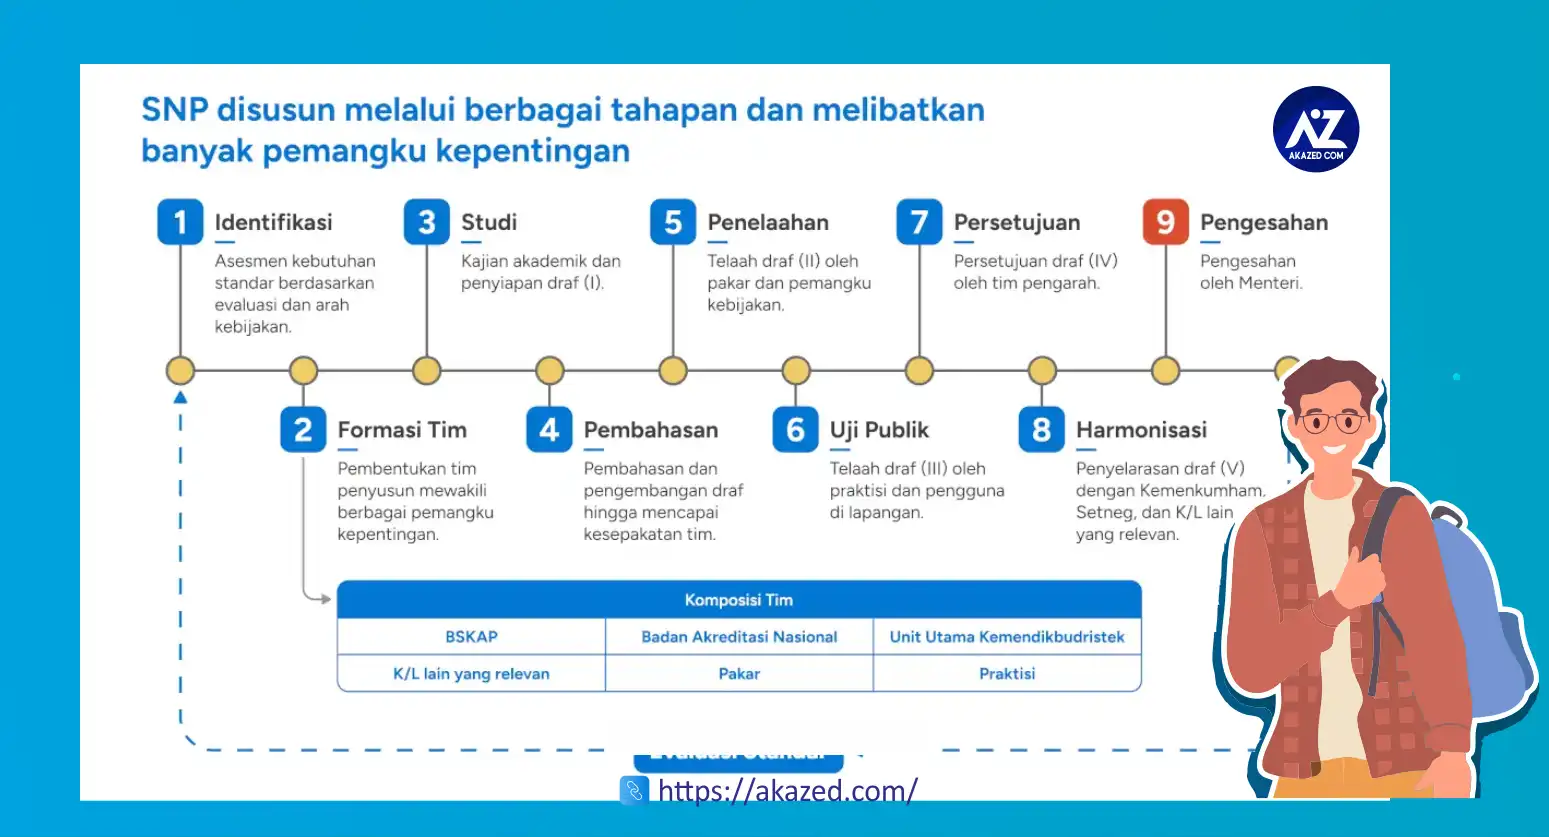 SNP disusun melalui berbagai tahapan dan melibatkan
banyak pemangku kepentingan
AZ
AKAZED COM
1 Identifikasi
Asesmen kebutuhan
standar berdasarkan
evaluasi dan arah
kebijakan.
3 Studi
Kajian akademik dan
penyiapan draf (I).
5 Penelaahan
Telaah draf (II) oleh
pakar dan pemangku
kebijakan.
7 Persetujuan
Persetujuan draf (IV)
oleh tim pengarah.
9 Pengesahan
Pengesahan
oleh Menteri.
2 Formasi Tim
Pembentukan tim
penyusun mewakili
berbagai pemangku
kepentingan.
4 Pembahasan
Pembahasan dan
pengembangan draf
hingga mencapai
kesepakatan tim.
6 Uji Publik
Telaah draf (III) oleh
praktisi dan pengguna
di lapangan.
8 Harmonisasi
Penyelarasan draf (V)
dengan Kemenkumham,
Setneg, dan K/L lain
yang relevan.
Komposisi Tim
BSKAP Badan Akreditasi Nasional Unit Utama Kemendikbudristek
K/L lain yang relevan Pakar Praktisi
https://akazed.com/